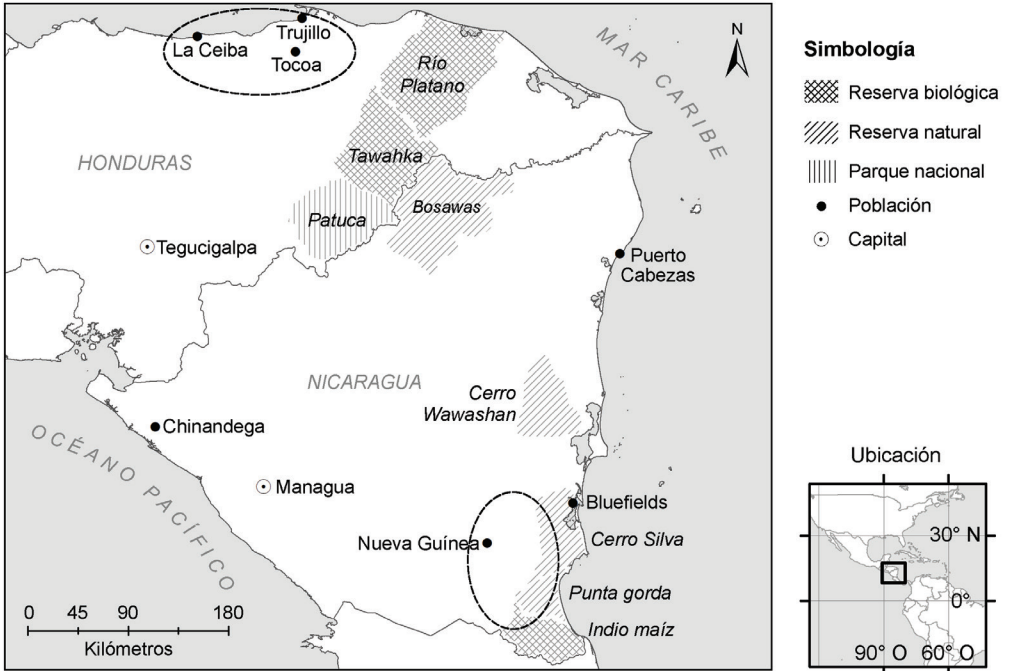 La Ceiba
Trujillo
Tocoa
Río
Platano
N
MAR CARIBE
HONDURAS
Tawahka
Patuca
Bosawas
Tegucigalpa
Puerto
Cabezas
NICARAGUA
Cerro
Wawashan
Chinandega
OCÉANO PACÍFICO
Managua
Bluefields
Nueva Guínea
Cerro Silva
Punta gorda
Indio maíz
0 45 90 180
Kilómetros
Simbología
Reserva biológica
Reserva natural
Parque nacional
Población
Capital
Ubicación
30° N
0°
90° O 60° O